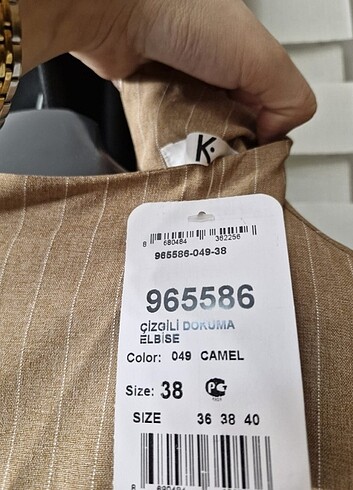 K.
8 680484 362256
965586-049-38
965586
ÇİZGİLİ DOKUMA
ELBİSE
Color: 049 CAMEL
Size: 38
SIZE 36 38 40